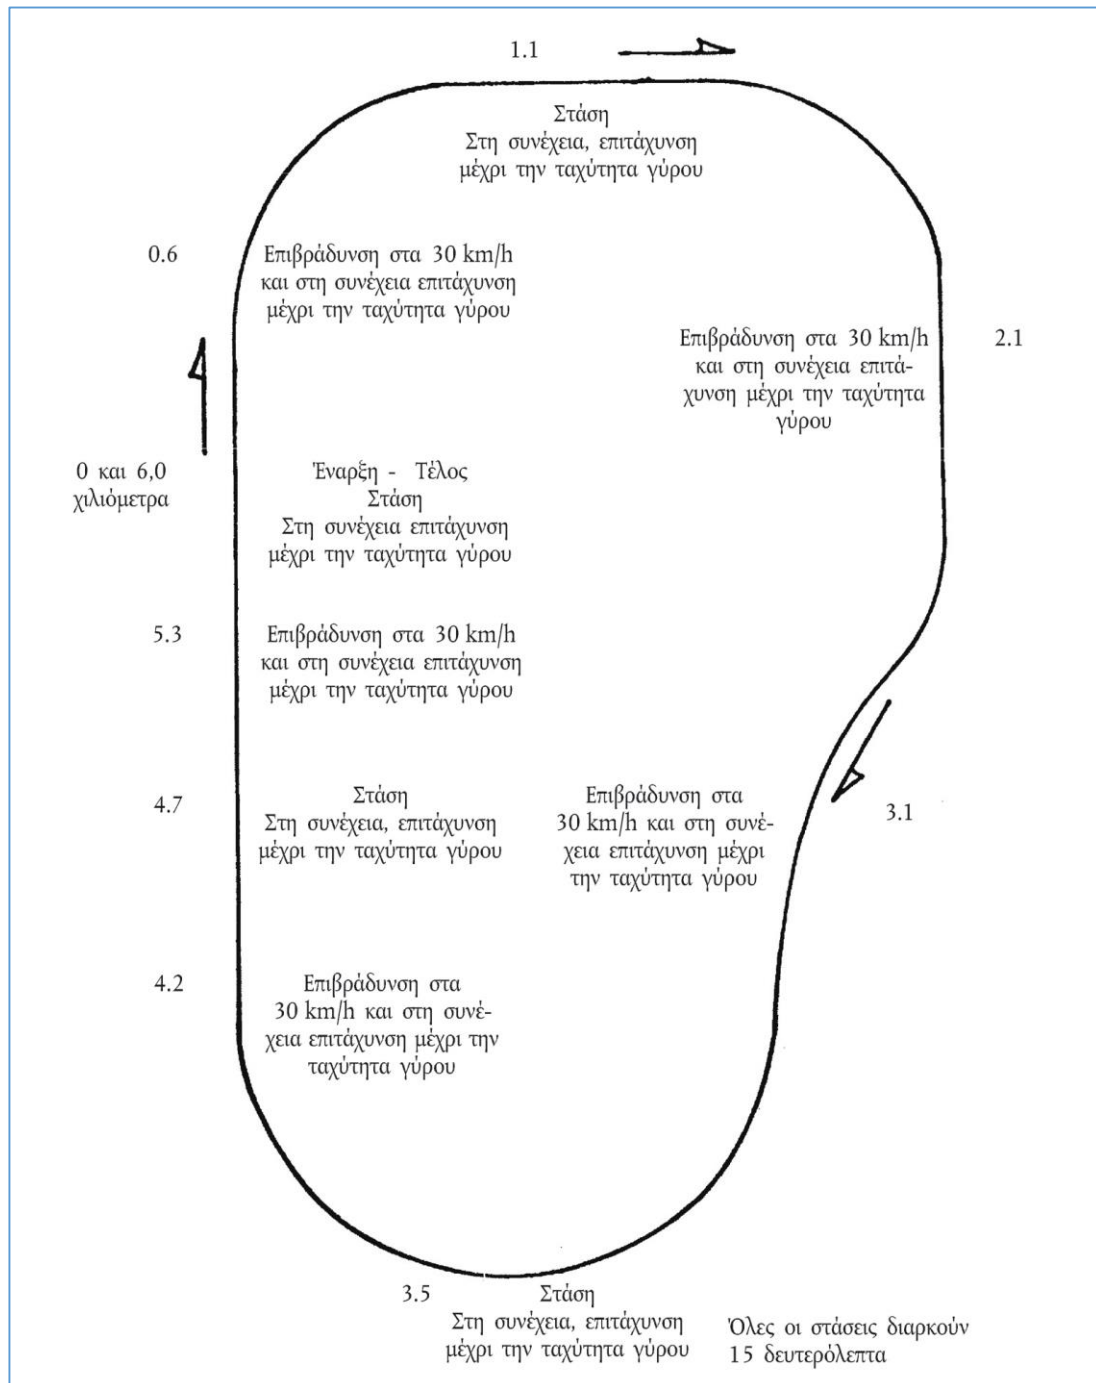 1.1
Στάση
Στη συνέχεια, επιτάχυνση
μέχρι την ταχύτητα γύρου
0.6
Επιβράδυνση στα 30 km/h
και στη συνέχεια επιτάχυνση
μέχρι την ταχύτητα γύρου
Επιβράδυνση στα 30 km/h
και στη συνέχεια επιτά-
χυνση μέχρι την ταχύτητα
γύρου
2.1
0 και 6,0
χιλιόμετρα
Έναρξη - Τέλος
Στάση
Στη συνέχεια επιτάχυνση
μέχρι την ταχύτητα γύρου
5.3
Επιβράδυνση στα 30 km/h
και στη συνέχεια επιτάχυνση
μέχρι την ταχύτητα γύρου
4.7
Στάση
Στη συνέχεια, επιτάχυνση
μέχρι την ταχύτητα γύρου
Επιβράδυνση στα
30 km/h και στη συνέ-
χεια επιτάχυνση μέχρι
την ταχύτητα γύρου
3.1
4.2
Επιβράδυνση στα
30 km/h και στη συνέ-
χεια επιτάχυνση μέχρι την
ταχύτητα γύρου
3.5
Στάση
Στη συνέχεια, επιτάχυνση
μέχρι την ταχύτητα γύρου
Όλες οι στάσεις διαρκούν
15 δευτερόλεπτα